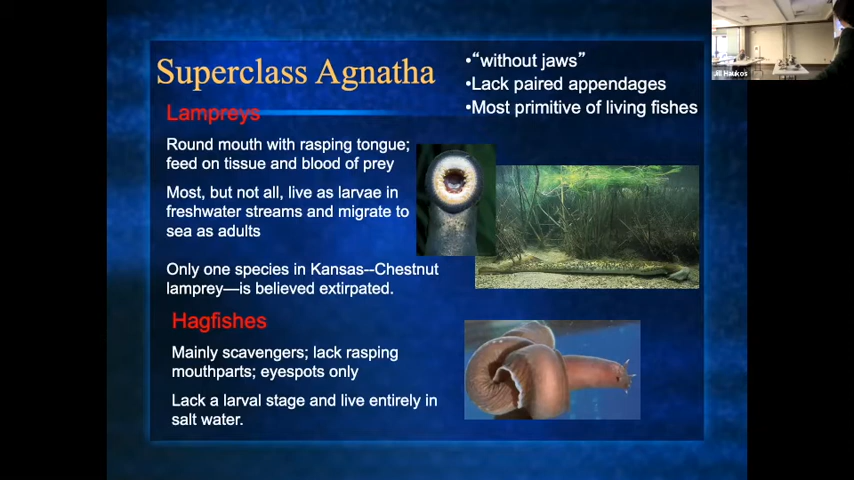 Superclass Agnatha
•“without jaws”
•Lack paired appendages
•Most primitive of living fishes
Lampreys
Round mouth with rasping tongue;
feed on tissue and blood of prey
Most, but not all, live as larvae in
freshwater streams and migrate to
sea as adults
Only one species in Kansas--Chestnut
lamprey—is believed extirpated.
Hagfishes
Mainly scavengers; lack rasping
mouthparts; eyespots only
Lack a larval stage and live entirely in
salt water.
Jill Haukos